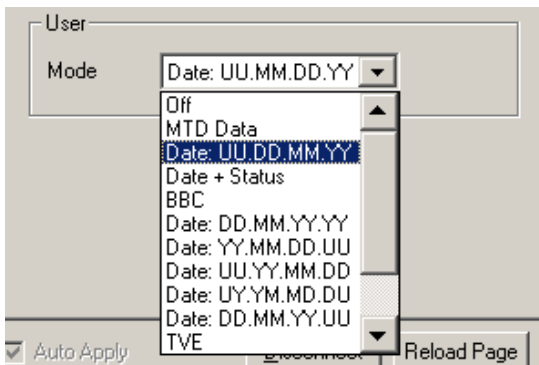 User
Mode
Date: UU.MM.DD.YY
Off
MTD Data
Date: UU.DD.MM.YY
Date + Status
BBC
Date: DD.MM.YY.YY
Date: YY.MM.DD.UU
Date: UU.YY.MM.DD
Date: UY.YM.MD.DU
Date: DD.MM.YY.UU
TVE
Auto Apply
Disconnect
Reload Page